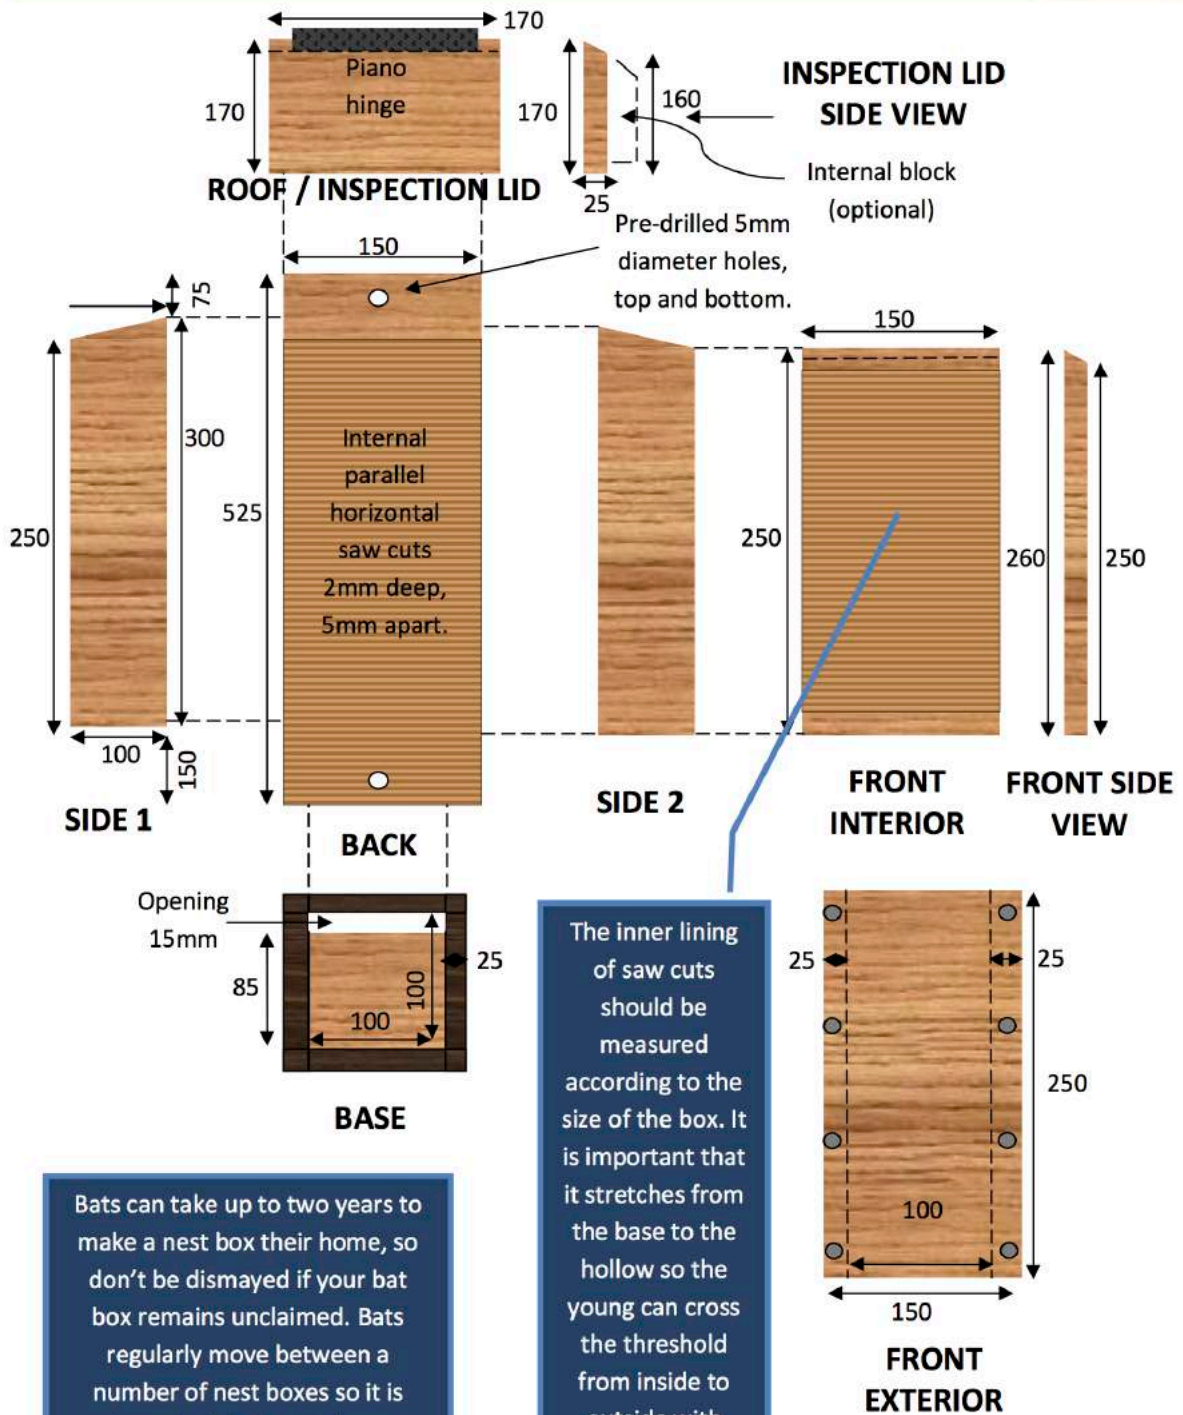 170
Piano
hinge
170
ROOF / INSPECTION LID
170
160
25
INSPECTION LID
SIDE VIEW
Internal block
(optional)
Pre-drilled 5mm
diameter holes,
top and bottom.
150
75
250
300
525
Internal
parallel
horizontal
saw cuts
2mm deep,
5mm apart.
100
150
SIDE 1
BACK
SIDE 2
150
250
260
250
FRONT
INTERIOR
FRONT SIDE
VIEW
Opening
15mm
85
100
100
25
BASE
The inner lining
of saw cuts
should be
measured
according to the
size of the box. It
is important that
it stretches from
the base to the
hollow so the
young can cross
the threshold
from inside to
outside with
25
25
250
100
150
FRONT
EXTERIOR
Bats can take up to two years to
make a nest box their home, so
don't be dismayed if your bat
box remains unclaimed. Bats
regularly move between a
number of nest boxes so it is